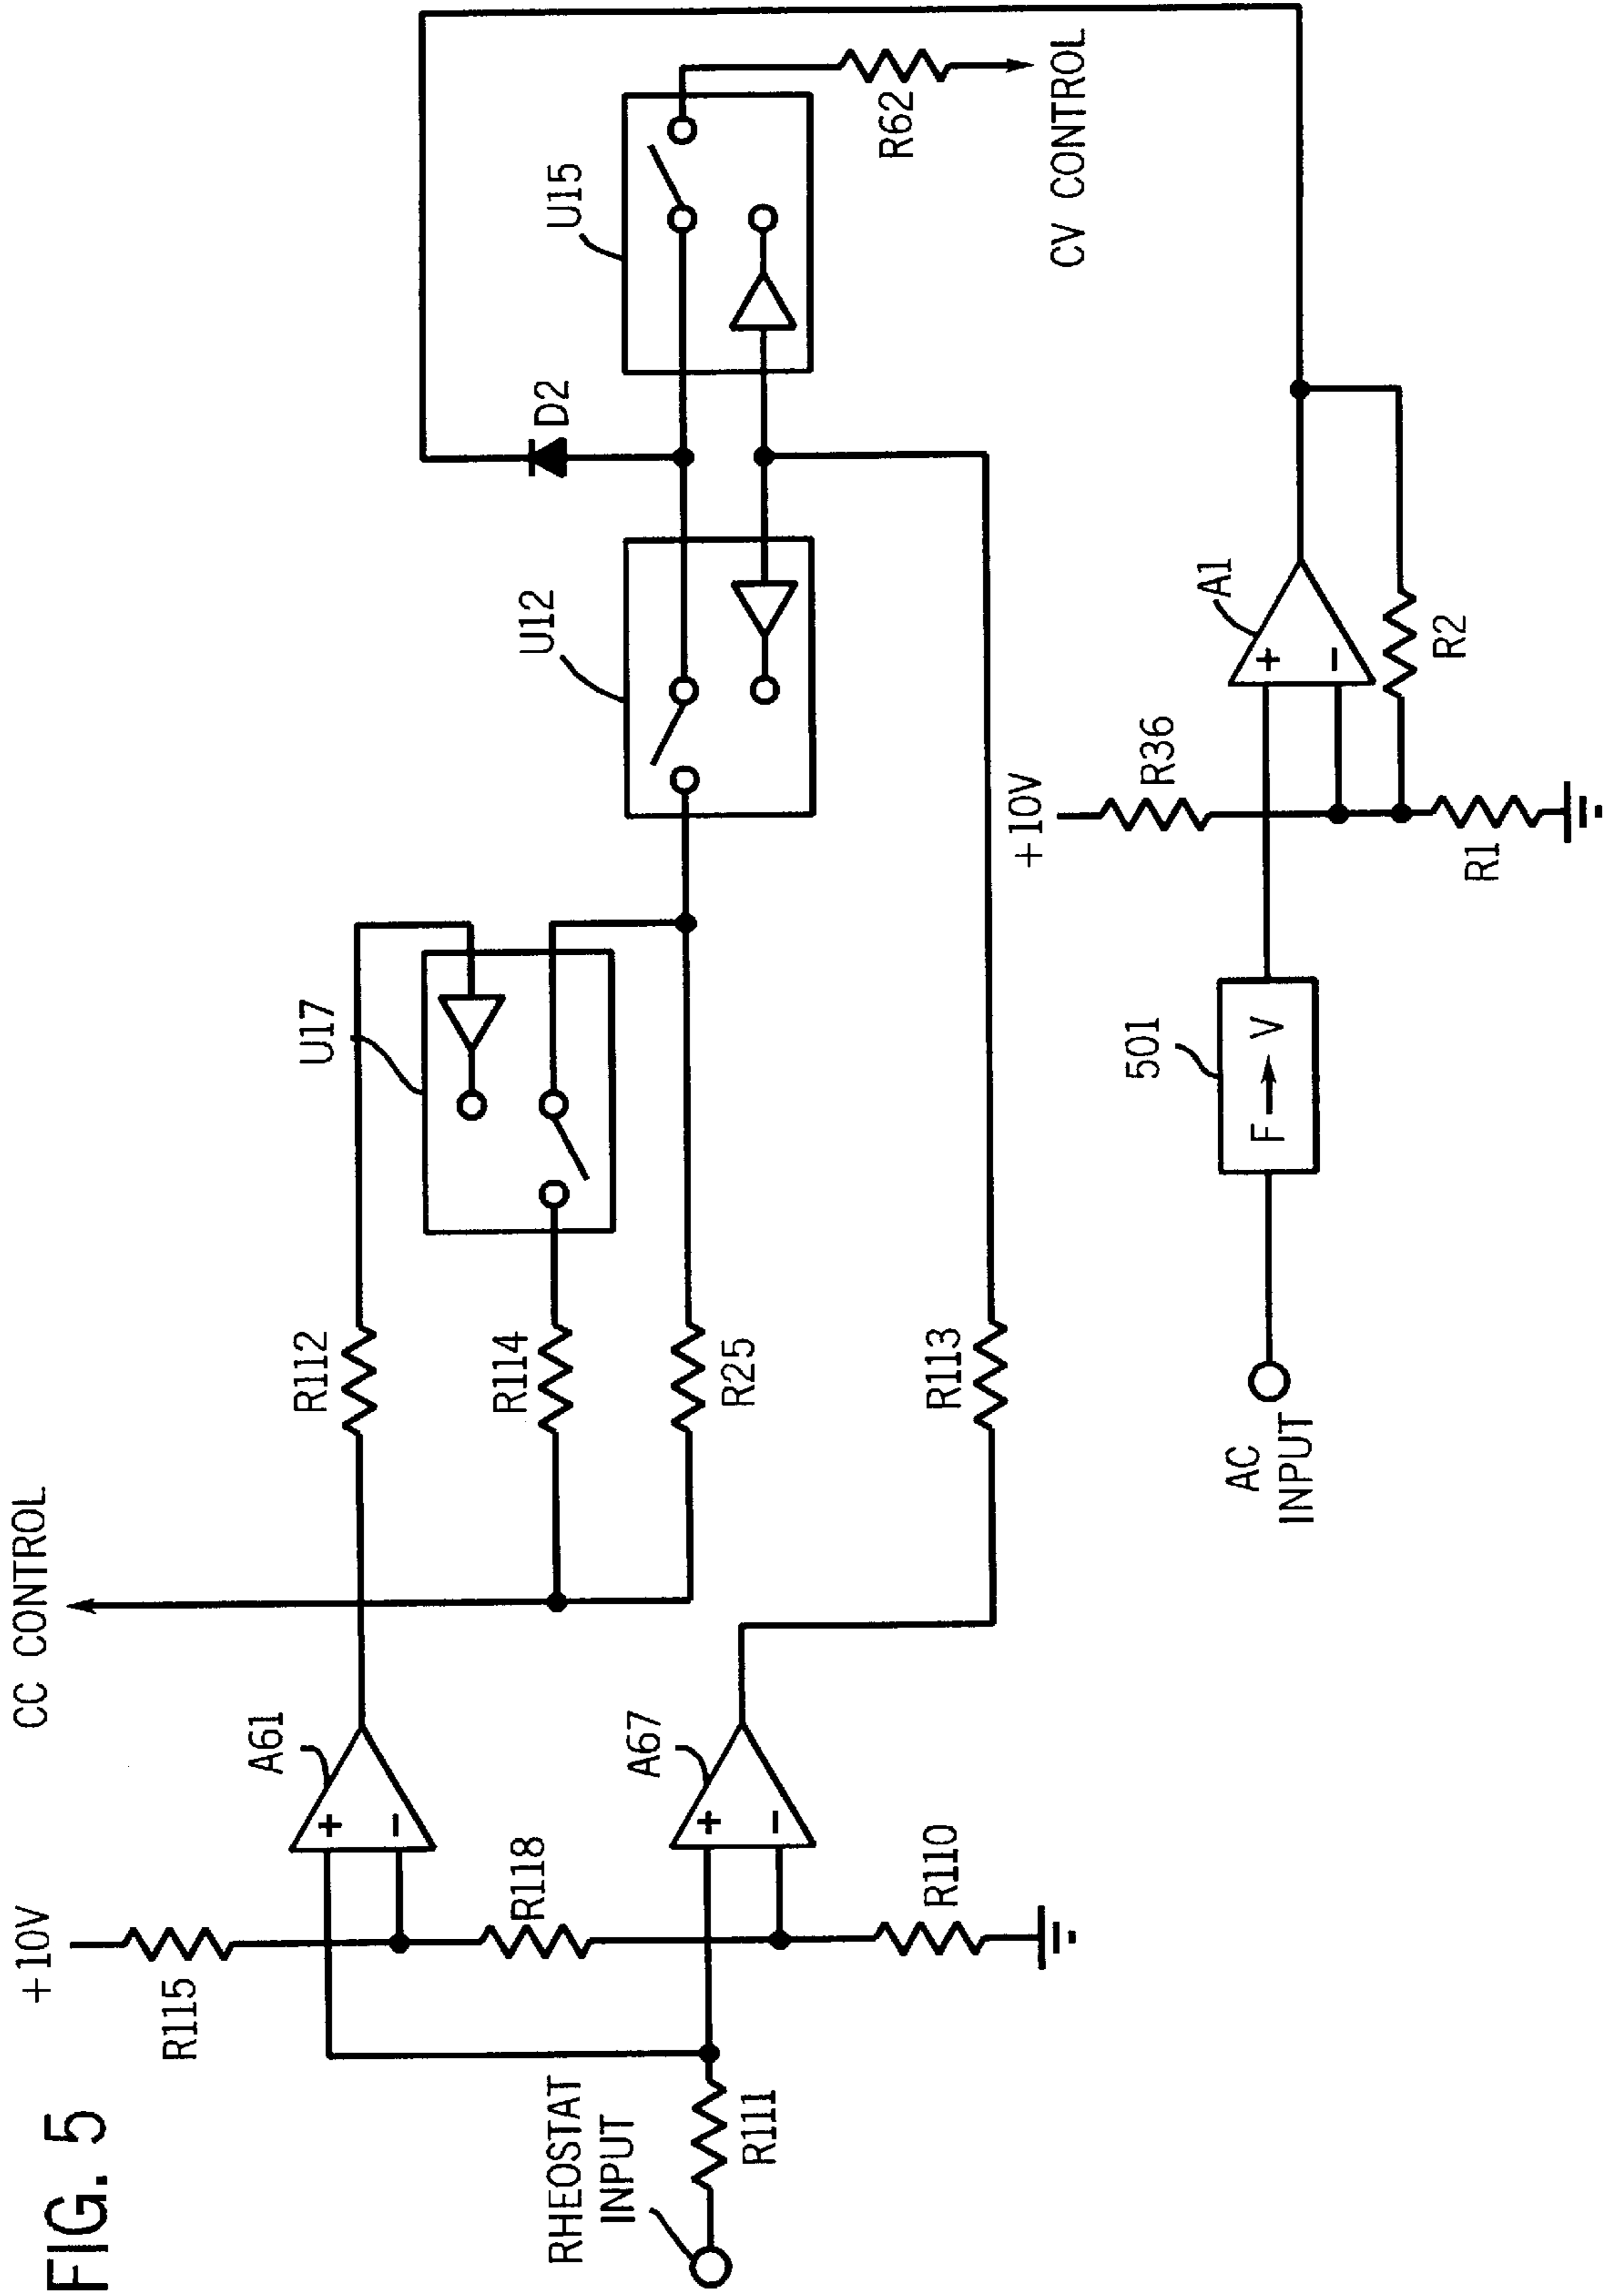 FIG. 5
CC CONTROL
+10V
R115
A61
+
-
R118
RHEOSTAT
INPUT
R111
A67
+
-
R110
R112
R114
R25
R113
U17
U12
D2
U15
R62
CV CONTROL
AC
INPUT
501
F V
+10V
R36
R1
A1
+
-
R2